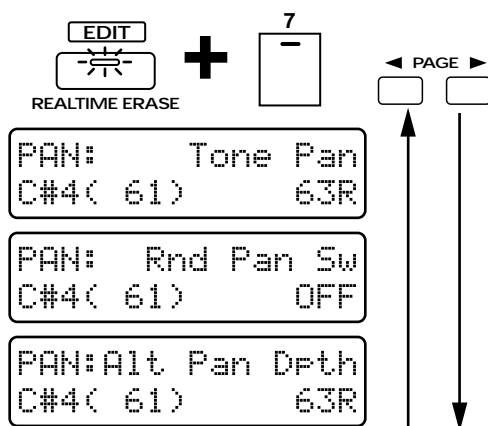 EDIT
7
REALTIME ERASE
◄ PAGE ►
PAN: Tone Pan
C#4( 61) 63R
PAN: Rnd Pan Sw
C#4( 61) OFF
PAN:Alt Pan Dpth
C#4( 61) 63R